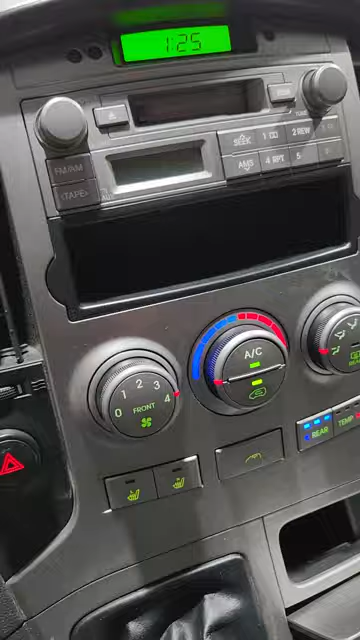 1:25
TUNE
SEEK
1
2 REW
FM/AM
AMS
4 RPT
5
<TAPE>
A/C
1 2 3
0 FRONT 4
REAR
TEMP